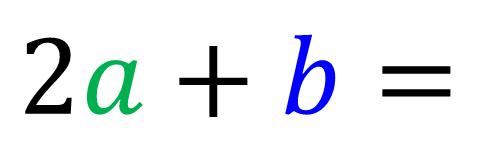 2a + b =